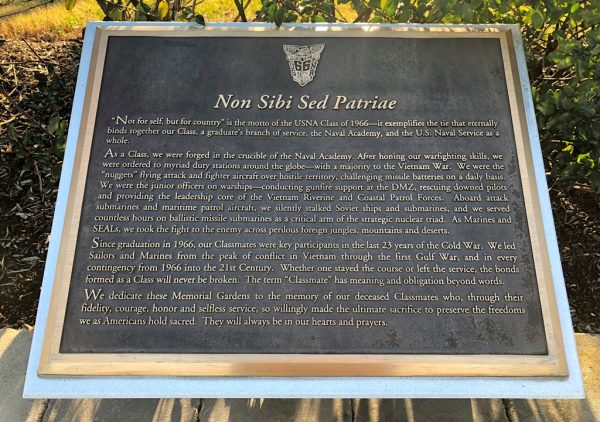 66
Non Sibi Sed Patriae
"Not for self, but for country" is the motto of the USNA Class of 1966—it exemplifies the tie that eternally
binds together our Class, a graduate's branch of service, the Naval Academy, and the U.S. Naval Service as a
whole.
As a Class, we were forged in the crucible of the Naval Academy. After honing our warfighting skills, we
were ordered to myriad duty stations around the globe—with a majority to the Vietnam War. We were the
"nuggets" flying attack and fighter aircraft over hostile territory, challenging missile batteries on a daily basis.
We were the junior officers on warships—conducting gunfire support at the DMZ, rescuing downed pilots
and providing the leadership core of the Vietnam Riverine and Coastal Patrol Forces. Aboard attack
submarines and maritime patrol aircraft, we silently stalked Soviet ships and submarines, and we served
countless hours on ballistic missile submarines as a critical arm of the strategic nuclear triad. As Marines and
SEALs, we took the fight to the enemy across perilous foreign jungles, mountains and deserts.
Since graduation in 1966, our Classmates were key participants in the last 23 years of the Cold War. We led
Sailors and Marines from the peak of conflict in Vietnam through the first Gulf War, and in every
contingency from 1966 into the 21st Century. Whether one stayed the course or left the service, the bonds
formed as a Class will never be broken. The term "Classmate" has meaning and obligation beyond words.
We dedicate these Memorial Gardens to the memory of our deceased Classmates who, through their
fidelity, courage, honor and selfless service, so willingly made the ultimate sacrifice to preserve the freedoms
we as Americans hold sacred. They will always be in our hearts and prayers.